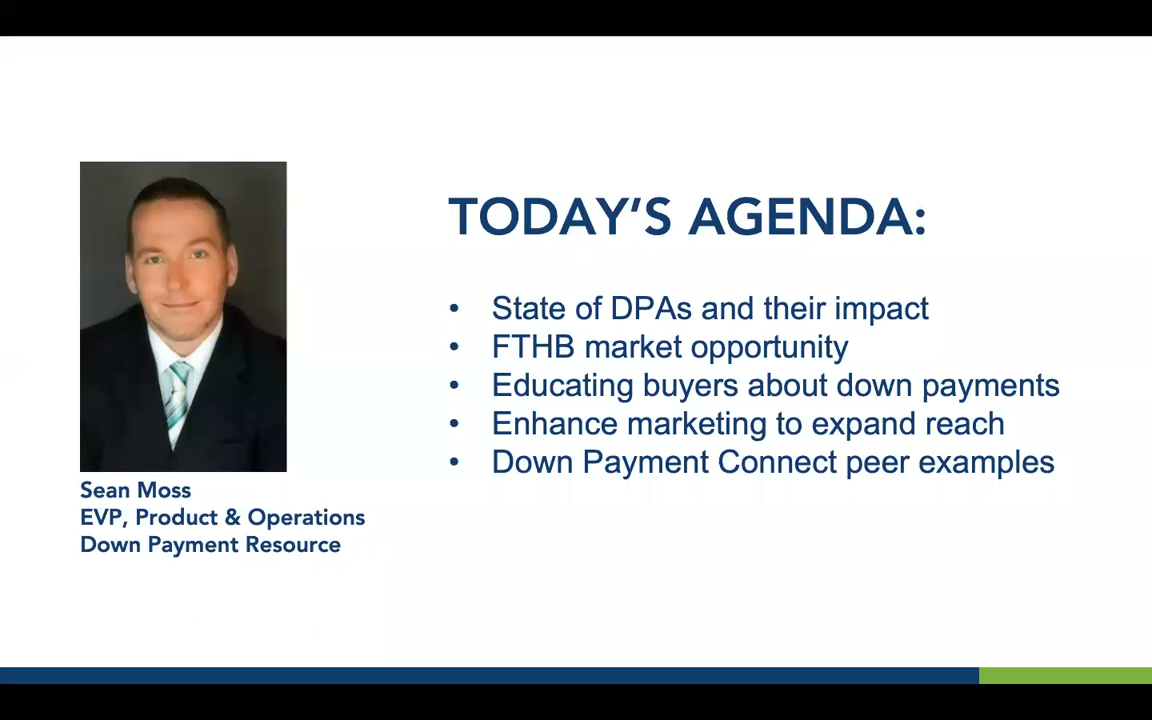 TODAY'S AGENDA:
• State of DPAs and their impact
• FTHB market opportunity
• Educating buyers about down payments
• Enhance marketing to expand reach
• Down Payment Connect peer examples
Sean Moss
EVP, Product & Operations
Down Payment Resource